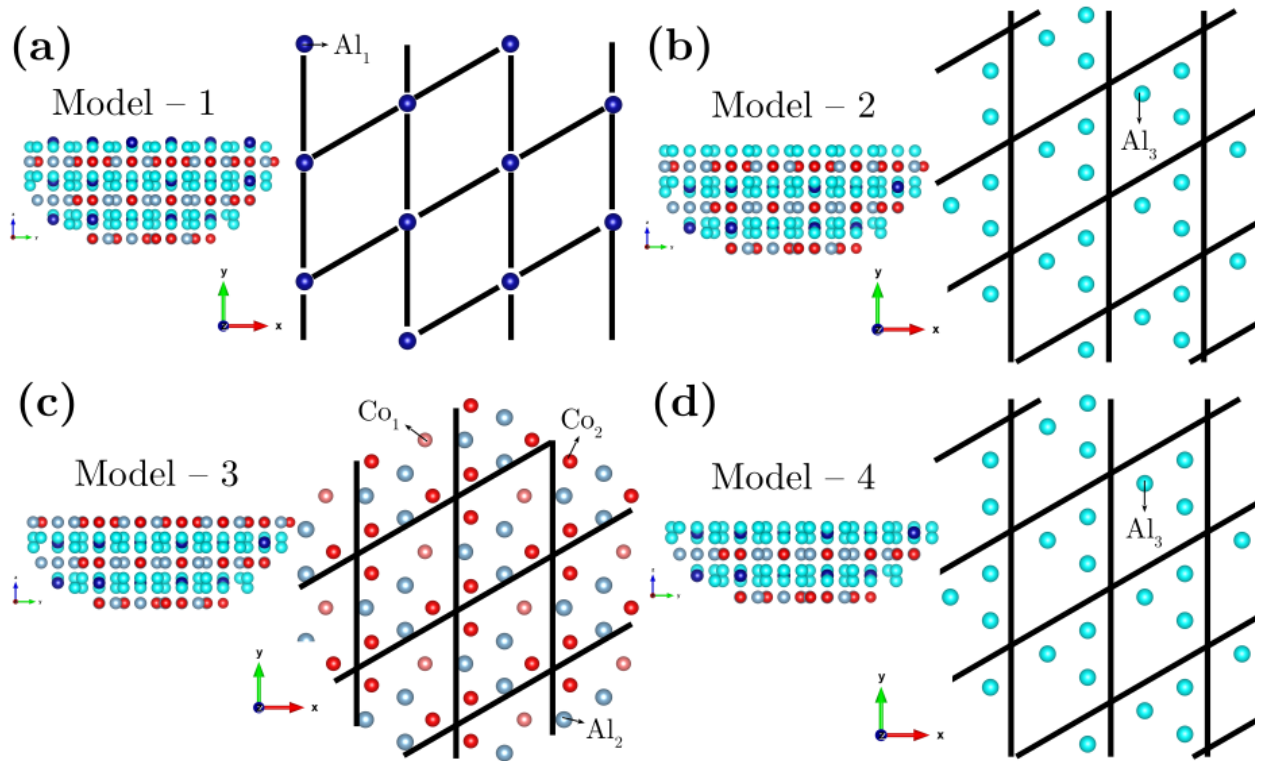 (a)
Al₁
Model – 1
y
x
z
z
y
(b)
Model – 2
Al₃
y
x
z
y
(c)
Co₁
Co₂
Model – 3
y
x
z
y
Al₂
(d)
Model – 4
Al₃
y
x
z
y